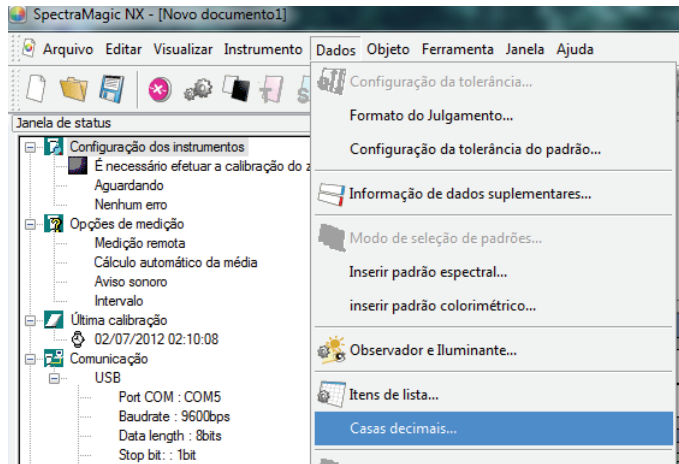 SpectraMagic NX - [Novo documento1]
Arquivo Editar Visualizar Instrumento Dados Objeto Ferramenta Janela Ajuda
Janela de status
Configuração dos instrumentos
É necessário efetuar a calibração do
Aguardando
Nenhum erro
Opções de medição
Medição remota
Cálculo automático da média
Aviso sonoro
Intervalo
Última calibração
02/07/2012 02:10:08
Comunicação
USB
Port COM : COM5
Baudrate : 9600bps
Data length : 8bits
Stop bit: : 1bit
Configuração da tolerância...
Formato do Julgamento...
Configuração da tolerância do padrão...
Informação de dados suplementares...
Modo de seleção de padrões...
Inserir padrão espectral...
inserir padrão colorimétrico...
Observador e Iluminante...
Itens de lista...
Casas decimais...